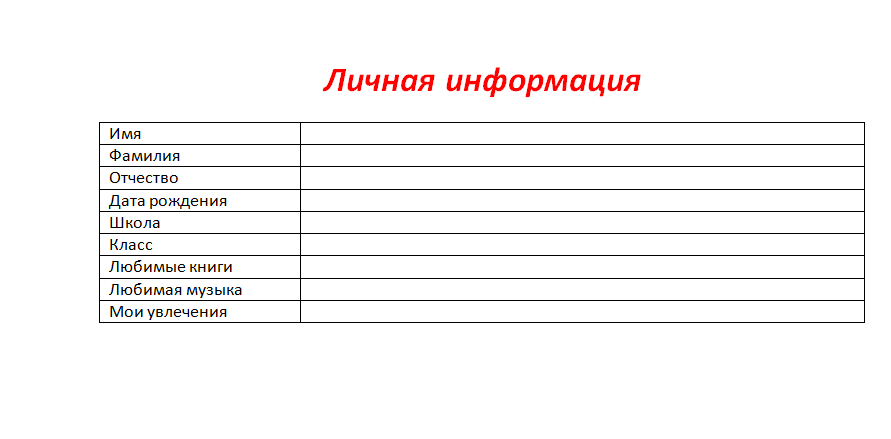 Личная информация
Имя
Фамилия
Отчество
Дата рождения
Школа
Класс
Любимые книги
Любимая музыка
Мои увлечения